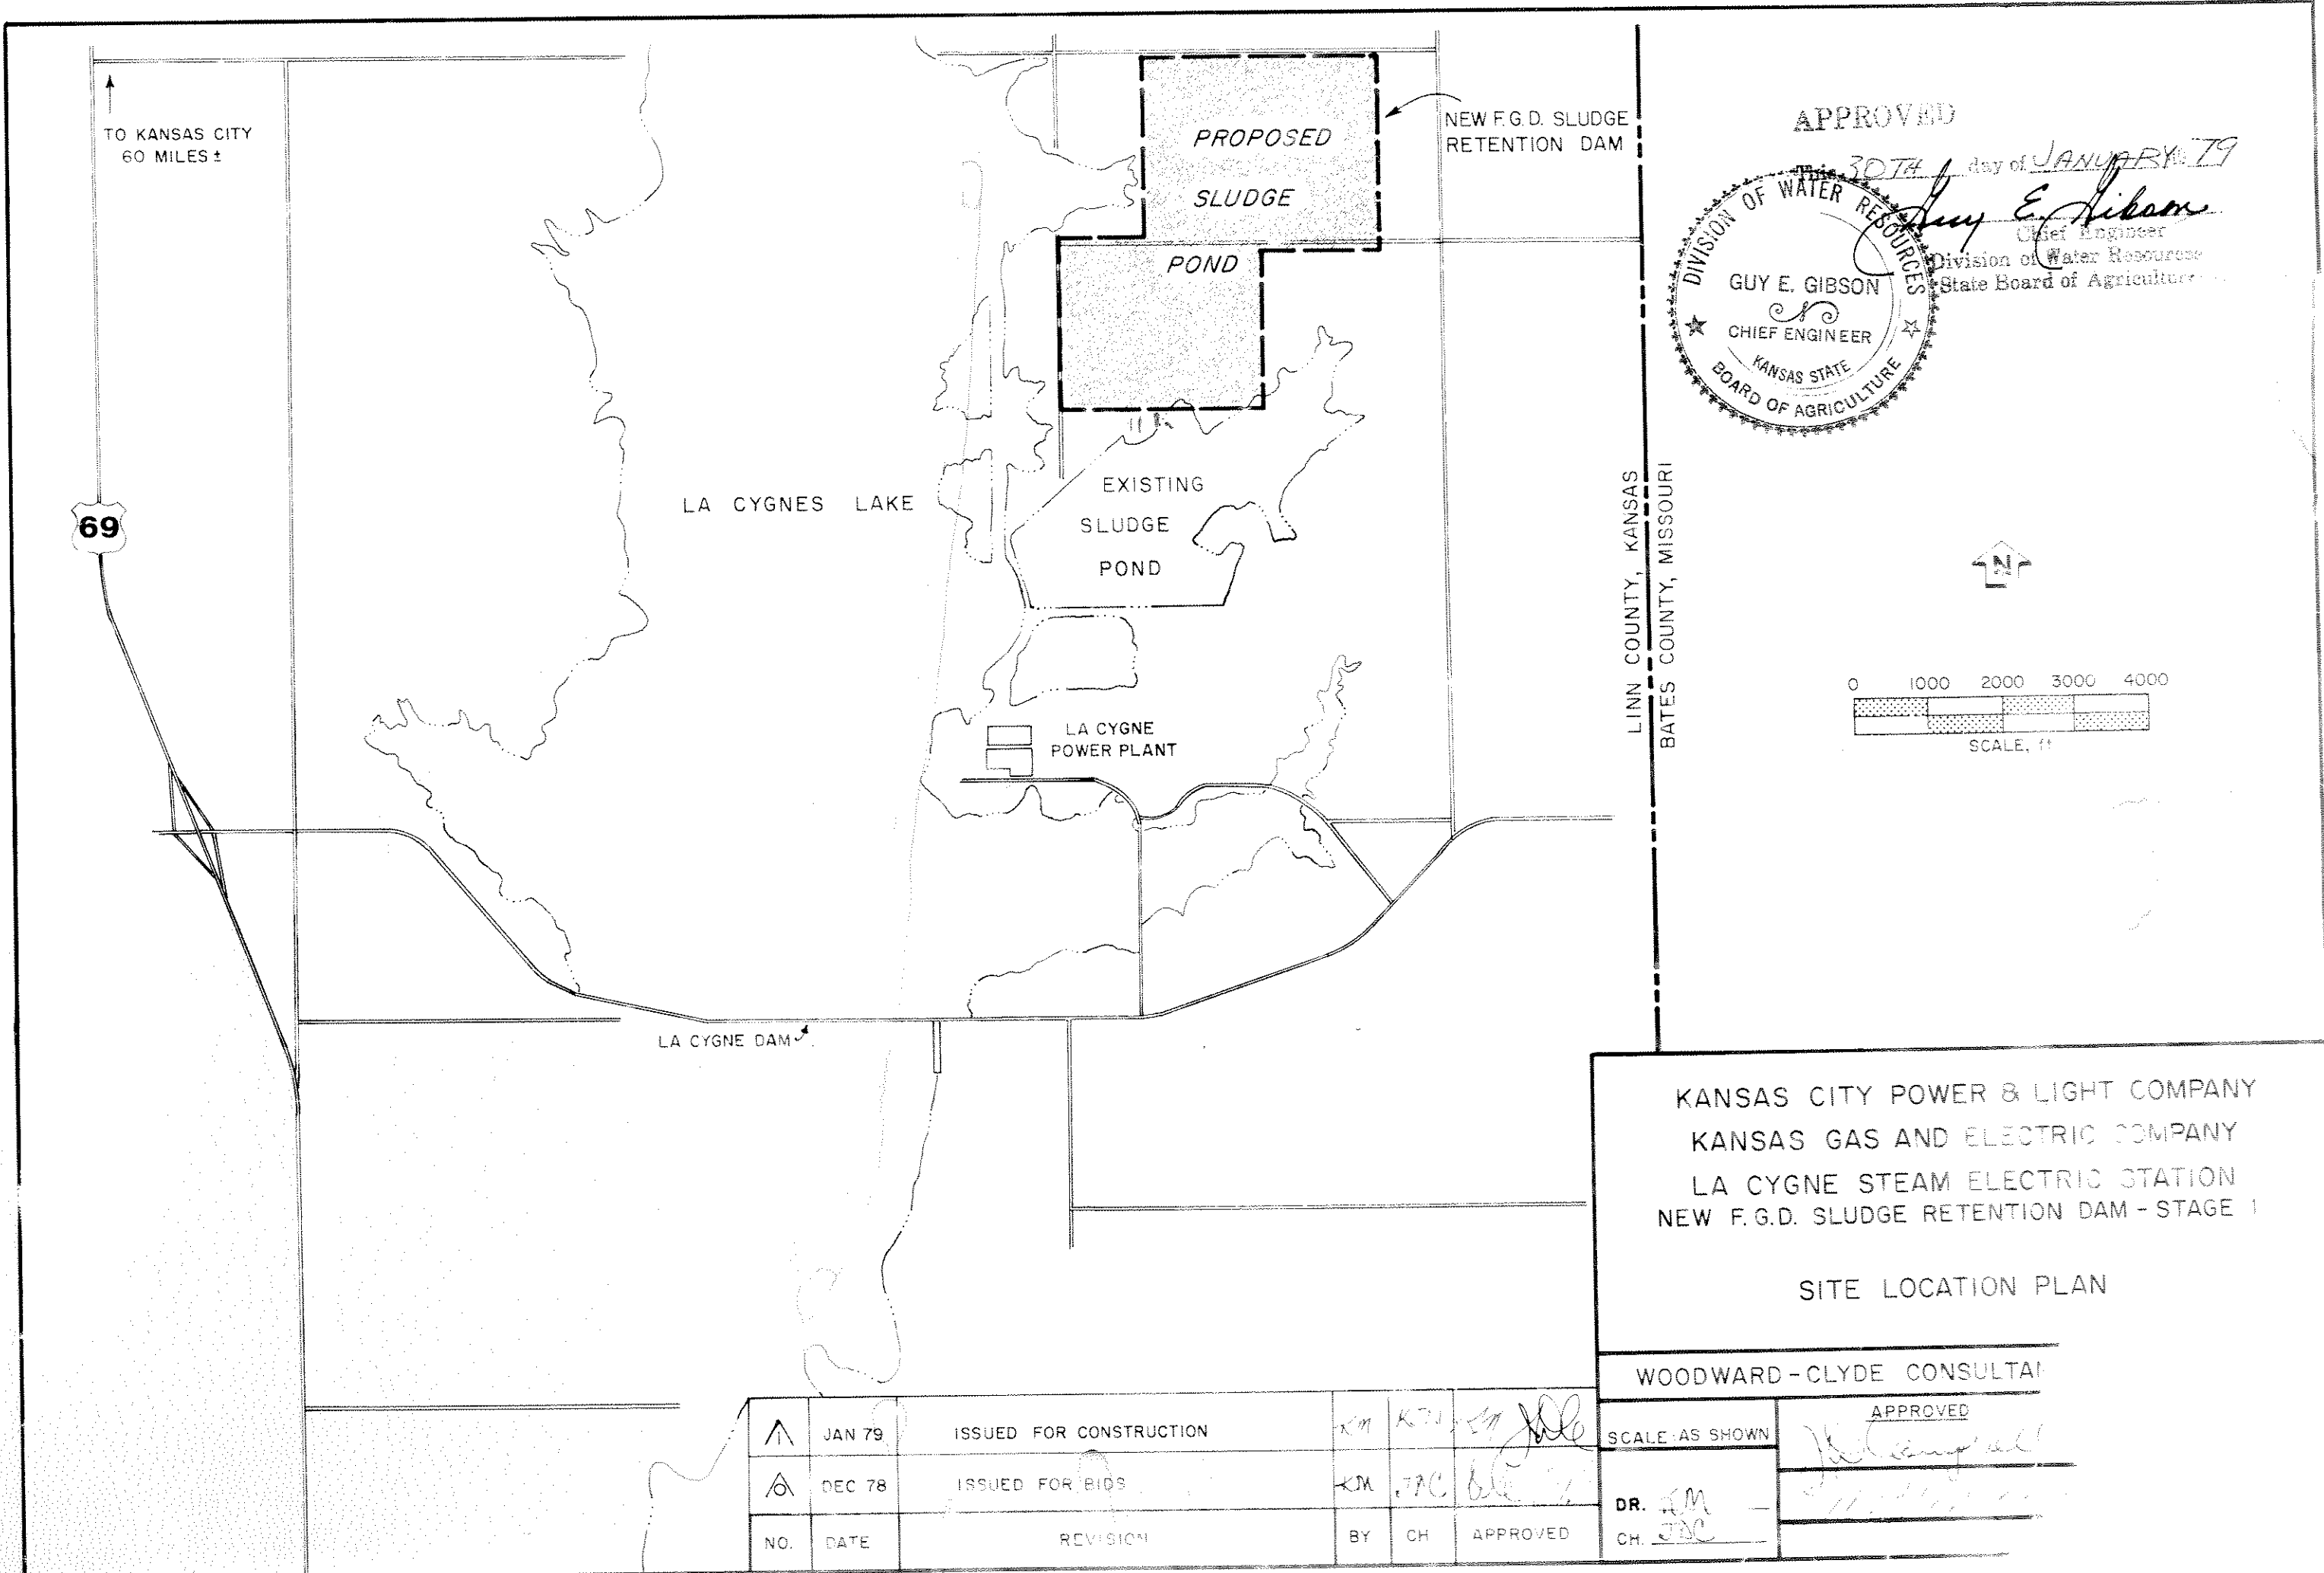 TO KANSAS CITY
60 MILES ±
69
PROPOSED
SLUDGE
POND
NEW F.G.D. SLUDGE
RETENTION DAM
APPROVED
This 30TH day of JANUARY 79
Guy E. Gibson
Chief Engineer
Division of Water Resources
State Board of Agriculture
DIVISION OF WATER RESOURCES
GUY E. GIBSON
CHIEF ENGINEER
KANSAS STATE
BOARD OF AGRICULTURE
LA CYGNES LAKE
EXISTING
SLUDGE
POND
LINN COUNTY, KANSAS
BATES COUNTY, MISSOURI
N
0 1000 2000 3000 4000
SCALE, ft
LA CYGNE
POWER PLANT
LA CYGNE DAM
KANSAS CITY POWER & LIGHT COMPANY
KANSAS GAS AND ELECTRIC COMPANY
LA CYGNE STEAM ELECTRIC STATION
NEW F.G.D. SLUDGE RETENTION DAM - STAGE 1
SITE LOCATION PLAN
WOODWARD-CLYDE CONSULTAN
1 JAN 79 ISSUED FOR CONSTRUCTION KM
0 DEC 78 ISSUED FOR BIDS KM JAC
NO. DATE REVISION BY CH APPROVED
SCALE: AS SHOWN
DR. KM
CH. JAC
APPROVED